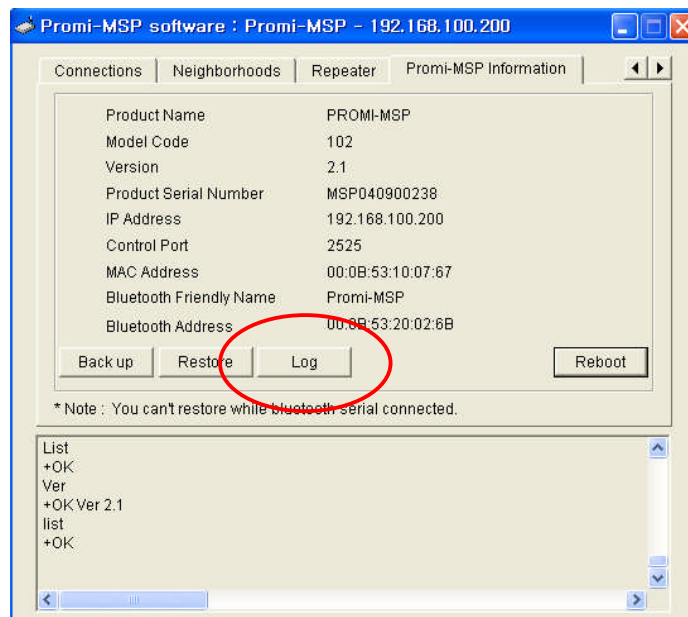 Promi-MSP software : Promi-MSP - 192.168.100.200
Connections Neighborhoods Repeater Promi-MSP Information
Product Name PROMI-MSP
Model Code 102
Version 2.1
Product Serial Number MSP040900238
IP Address 192.168.100.200
Control Port 2525
MAC Address 00:0B:53:10:07:67
Bluetooth Friendly Name Promi-MSP
Bluetooth Address 00:0B:53:20:02:6B
Back up Restore Log Reboot
* Note : You can't restore while bluetooth serial connected.
List
+OK
Ver
+OK Ver 2.1
list
+OK